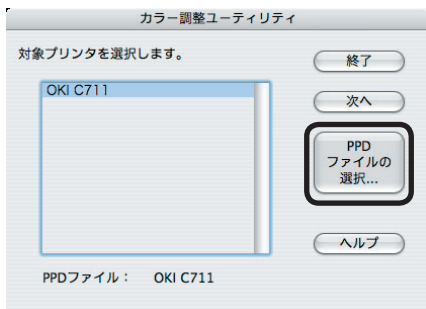 カラー調整ユーティリティ
対象プリンタを選択します。
終了
OKI C711
次へ
PPD
ファイルの
選択...
ヘルプ
PPDファイル： OKI C711